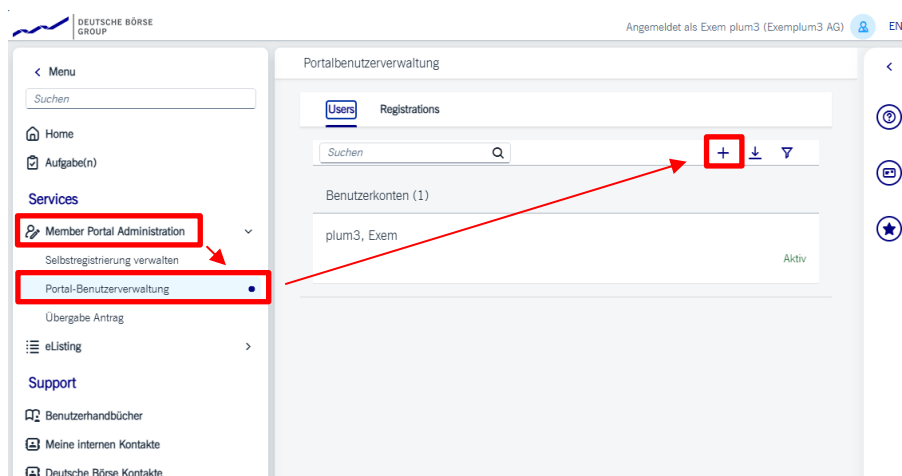 DEUTSCHE BÖRSE
GROUP
Angemeldet als Exem plum3 (Exemplum3 AG)
EN
Menu
Suchen
Home
Aufgabe(n)
Services
Member Portal Administration
Selbstregistrierung verwalten
Portal-Benutzerverwaltung
Übergabe Antrag
eListing
Support
Benutzerhandbücher
Meine internen Kontakte
Deutsche Börse Kontakte
Portalbenutzerverwaltung
Users Registrations
Suchen
Benutzerkonten (1)
plum3, Exem
Aktiv